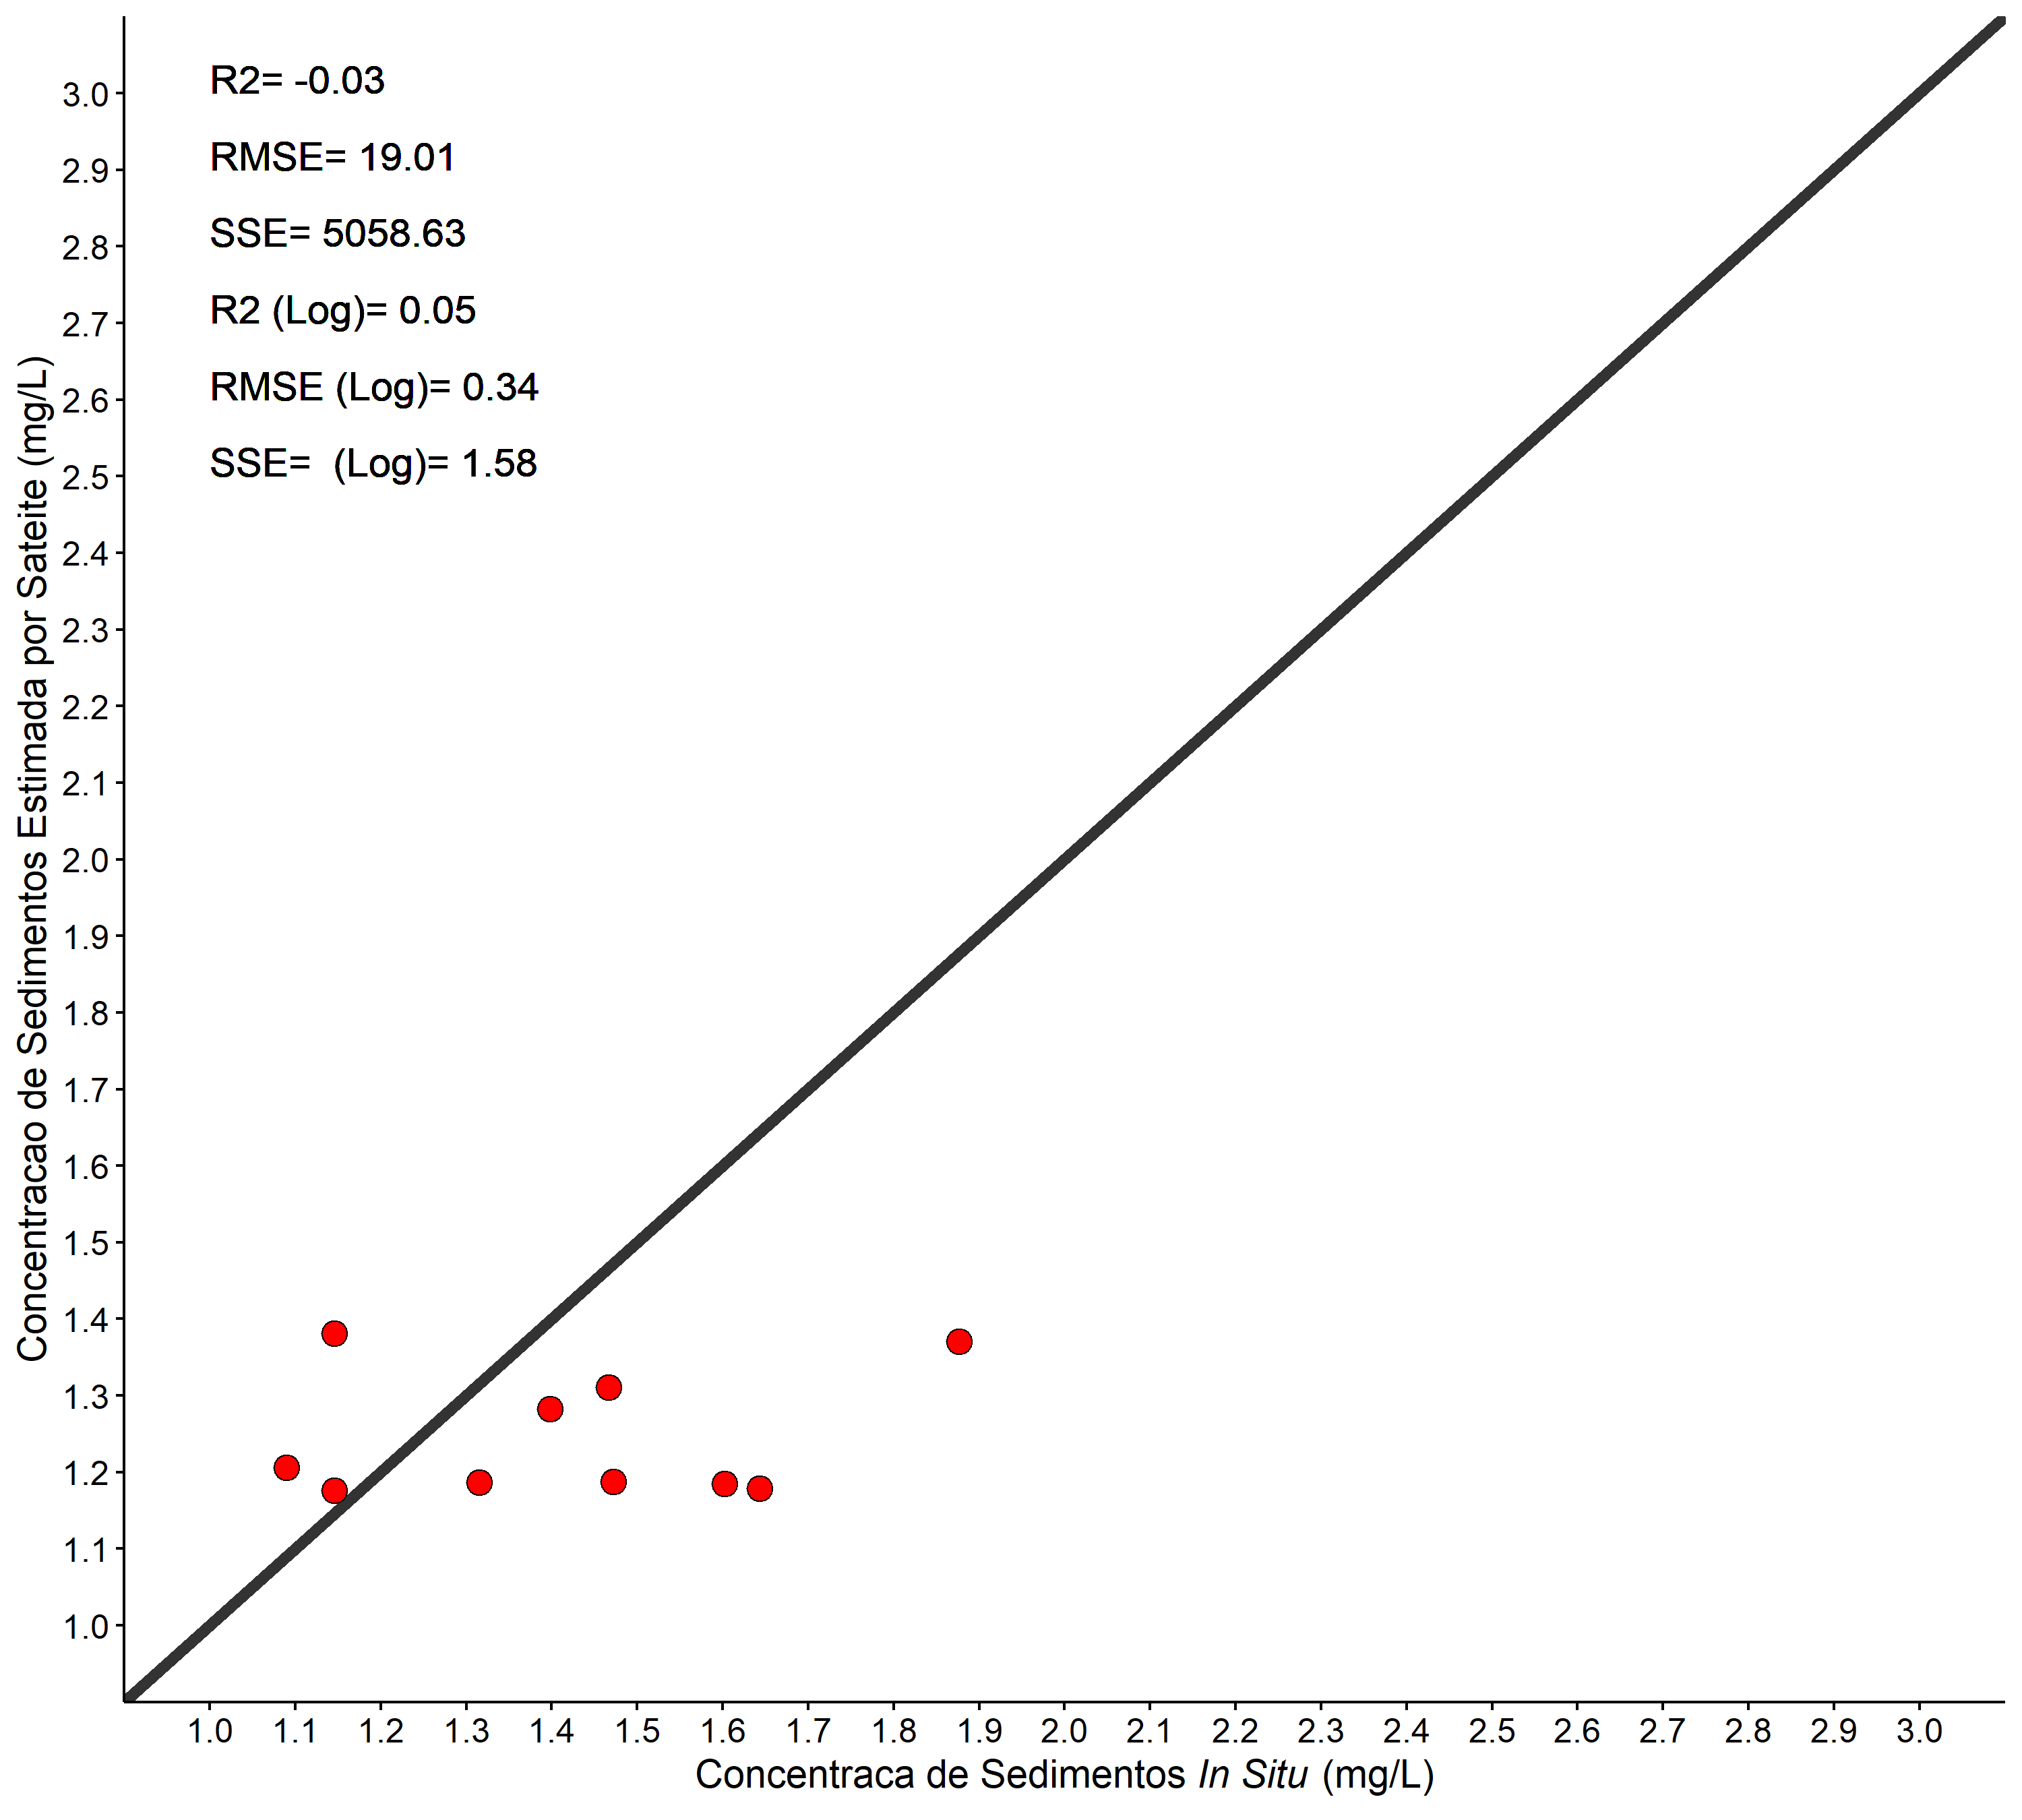 R2= -0.03
RMSE= 19.01
SSE= 5058.63
R2 (Log)= 0.05
RMSE (Log)= 0.34
SSE=  (Log)= 1.58
Concentracao de Sedimentos Estimada por Sateite (mg/L)
3.0
2.9
2.8
2.7
2.6
2.5
2.4
2.3
2.2
2.1
2.0
1.9
1.8
1.7
1.6
1.5
1.4
1.3
1.2
1.1
1.0
1.0 1.1 1.2 1.3 1.4 1.5 1.6 1.7 1.8 1.9 2.0 2.1 2.2 2.3 2.4 2.5 2.6 2.7 2.8 2.9 3.0
Concentraca de Sedimentos In Situ (mg/L)